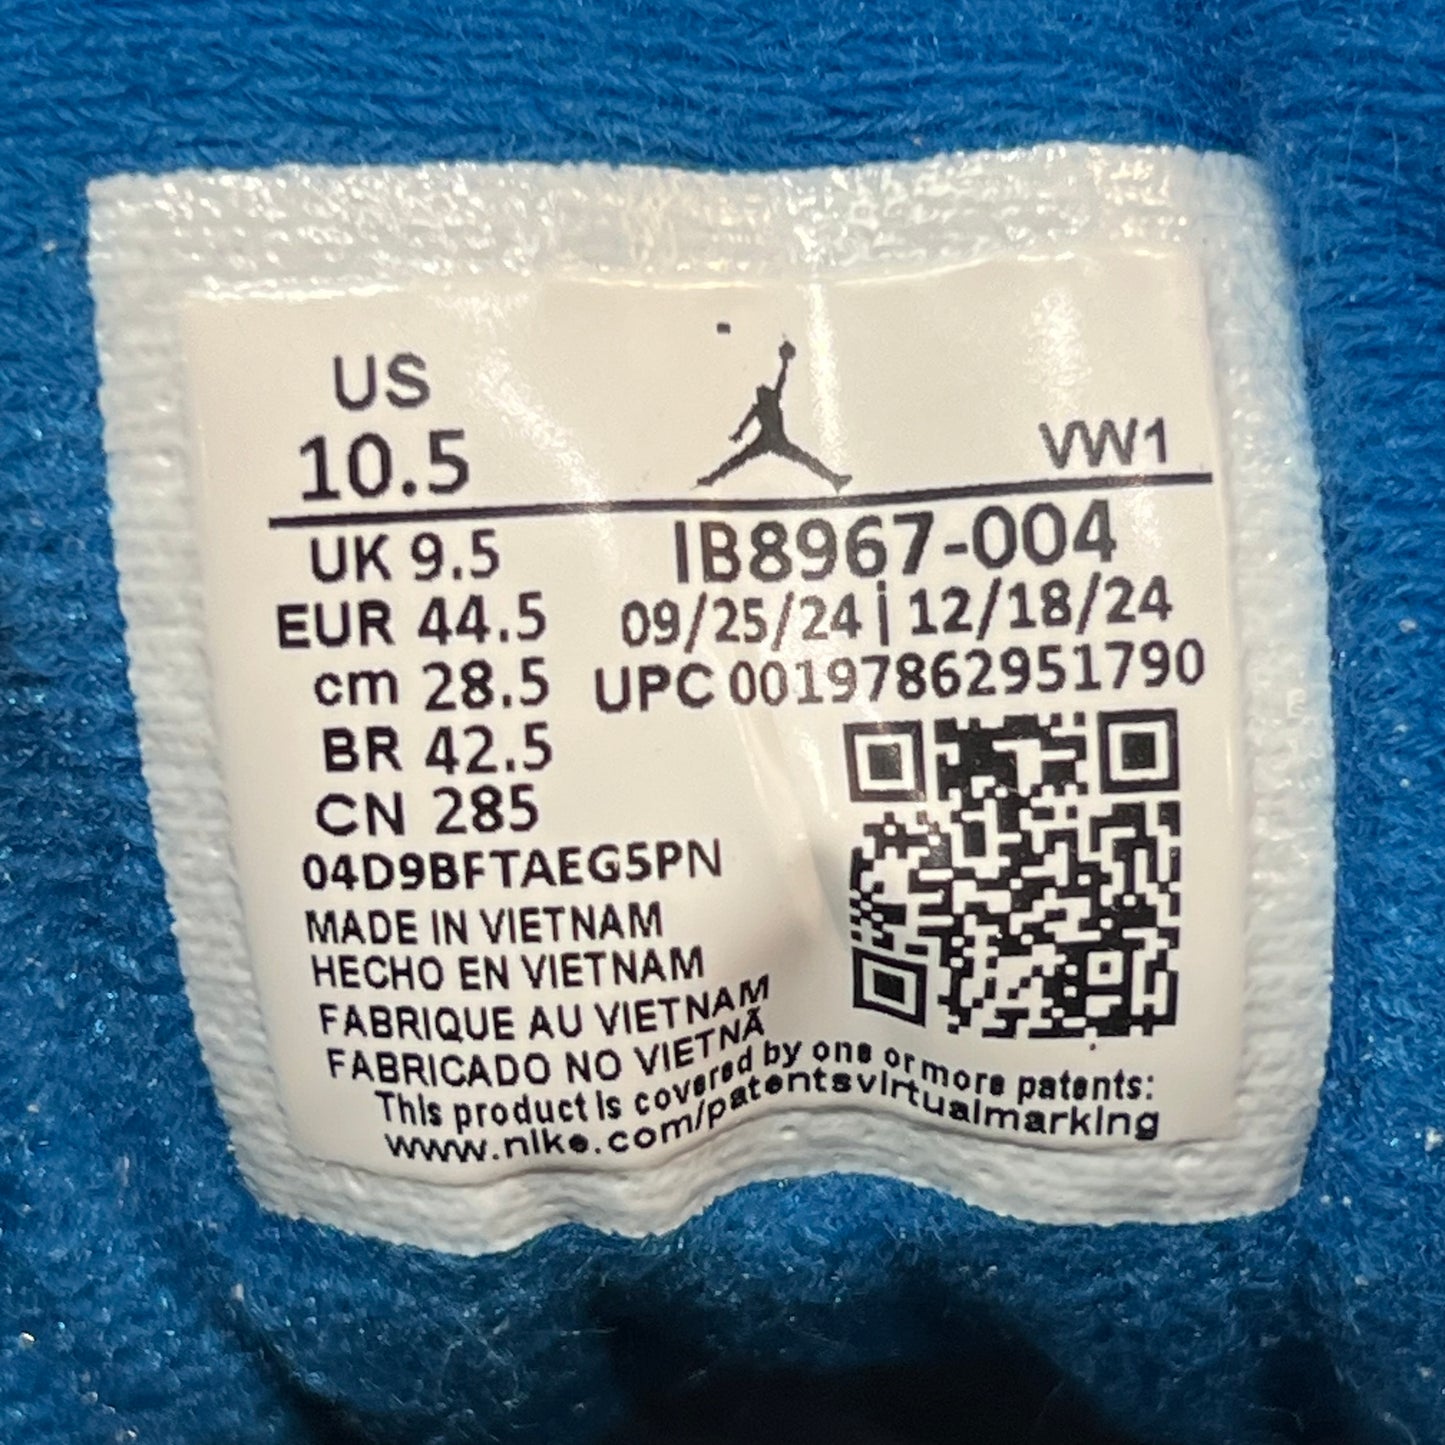 US
10.5
VW1
UK 9.5
IB8967-004
EUR 44.5
09/25/24 | 12/18/24
cm 28.5
UPC 00197862951790
BR 42.5
CN 285
04D9BFTAEG5PN
MADE IN VIETNAM
HECHO EN VIETNAM
FABRIQUE AU VIETNAM
FABRICADO NO VIETNÃ
This product is covered by one or more patents:
www.nike.com/patentsvirtualmarking